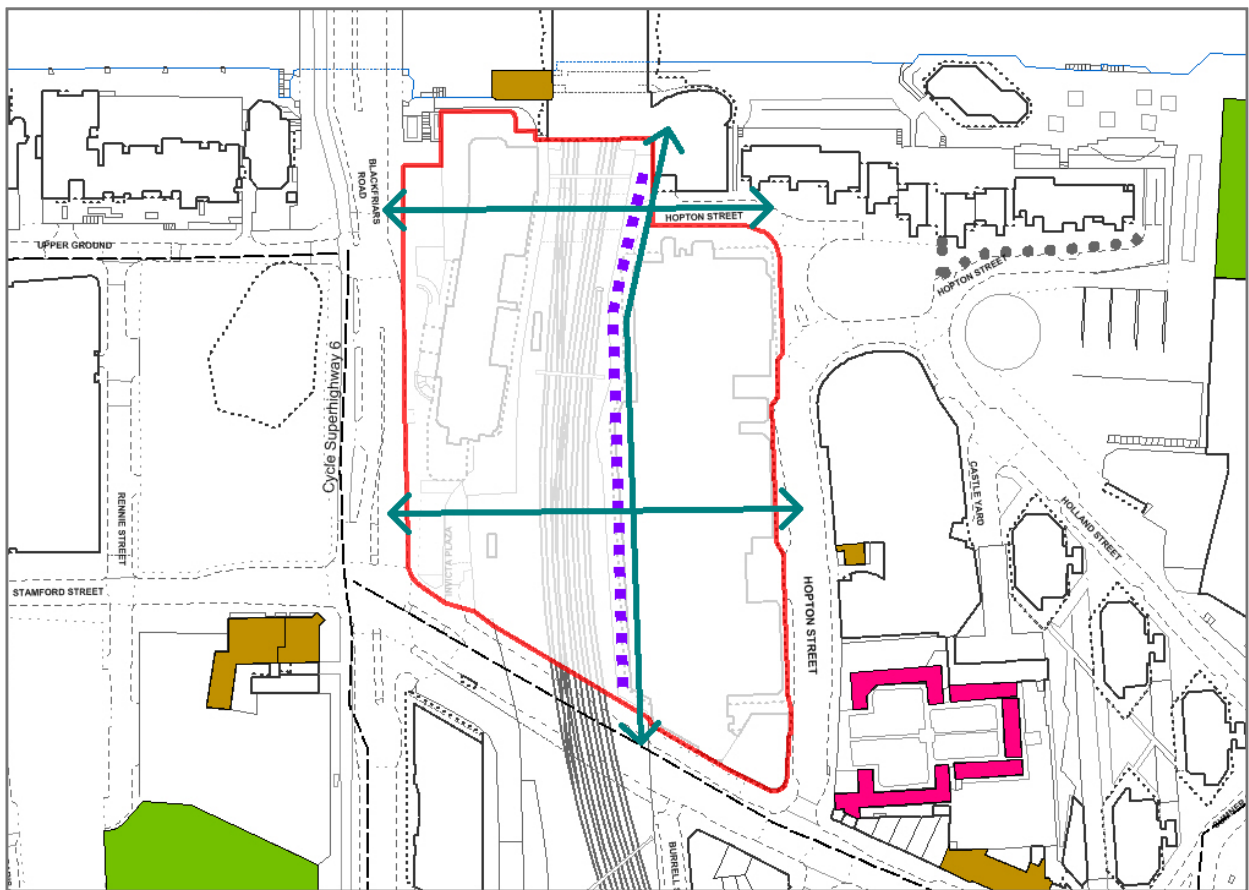 BLACKFRIARS
ROAD
HOPTON STREET
UPPER GROUND
HOPTON STREET
Cycle Superhighway 6
RENNIE STREET
CASTLE YARD
HOLLAND STREET
INVICTA PLAZA
STAMFORD STREET
HOPTON STREET